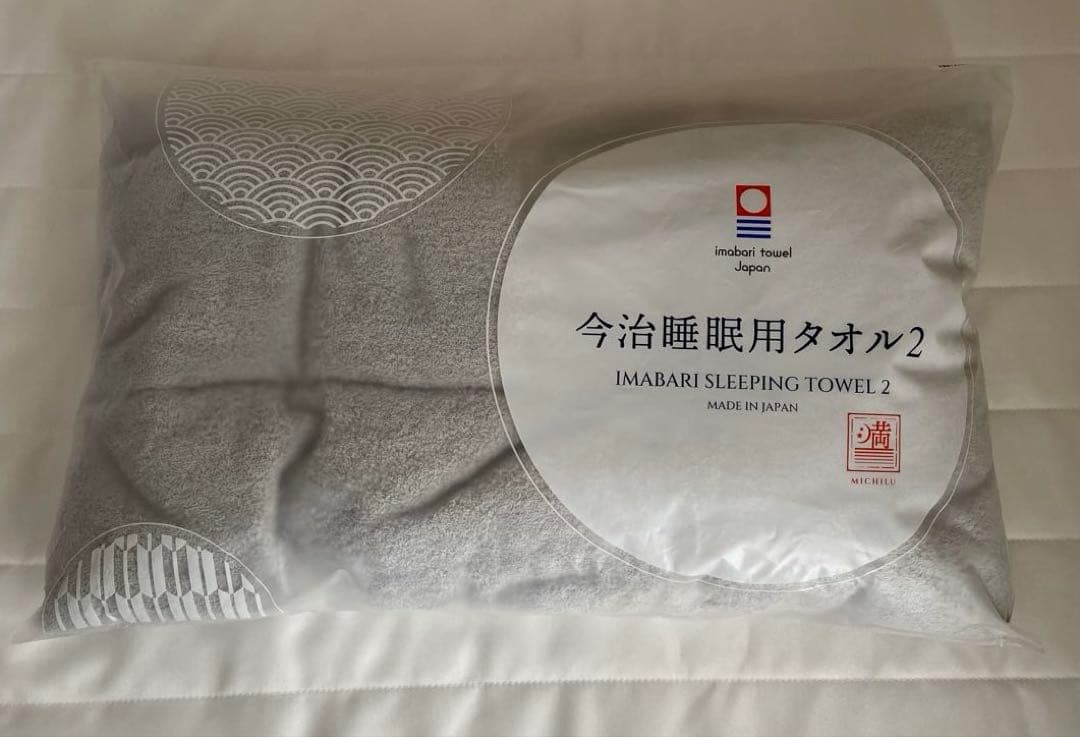 imabari towel
Japan
今治睡眠用タオル2
IMABARI SLEEPING TOWEL 2
MADE IN JAPAN
満
MICHILU